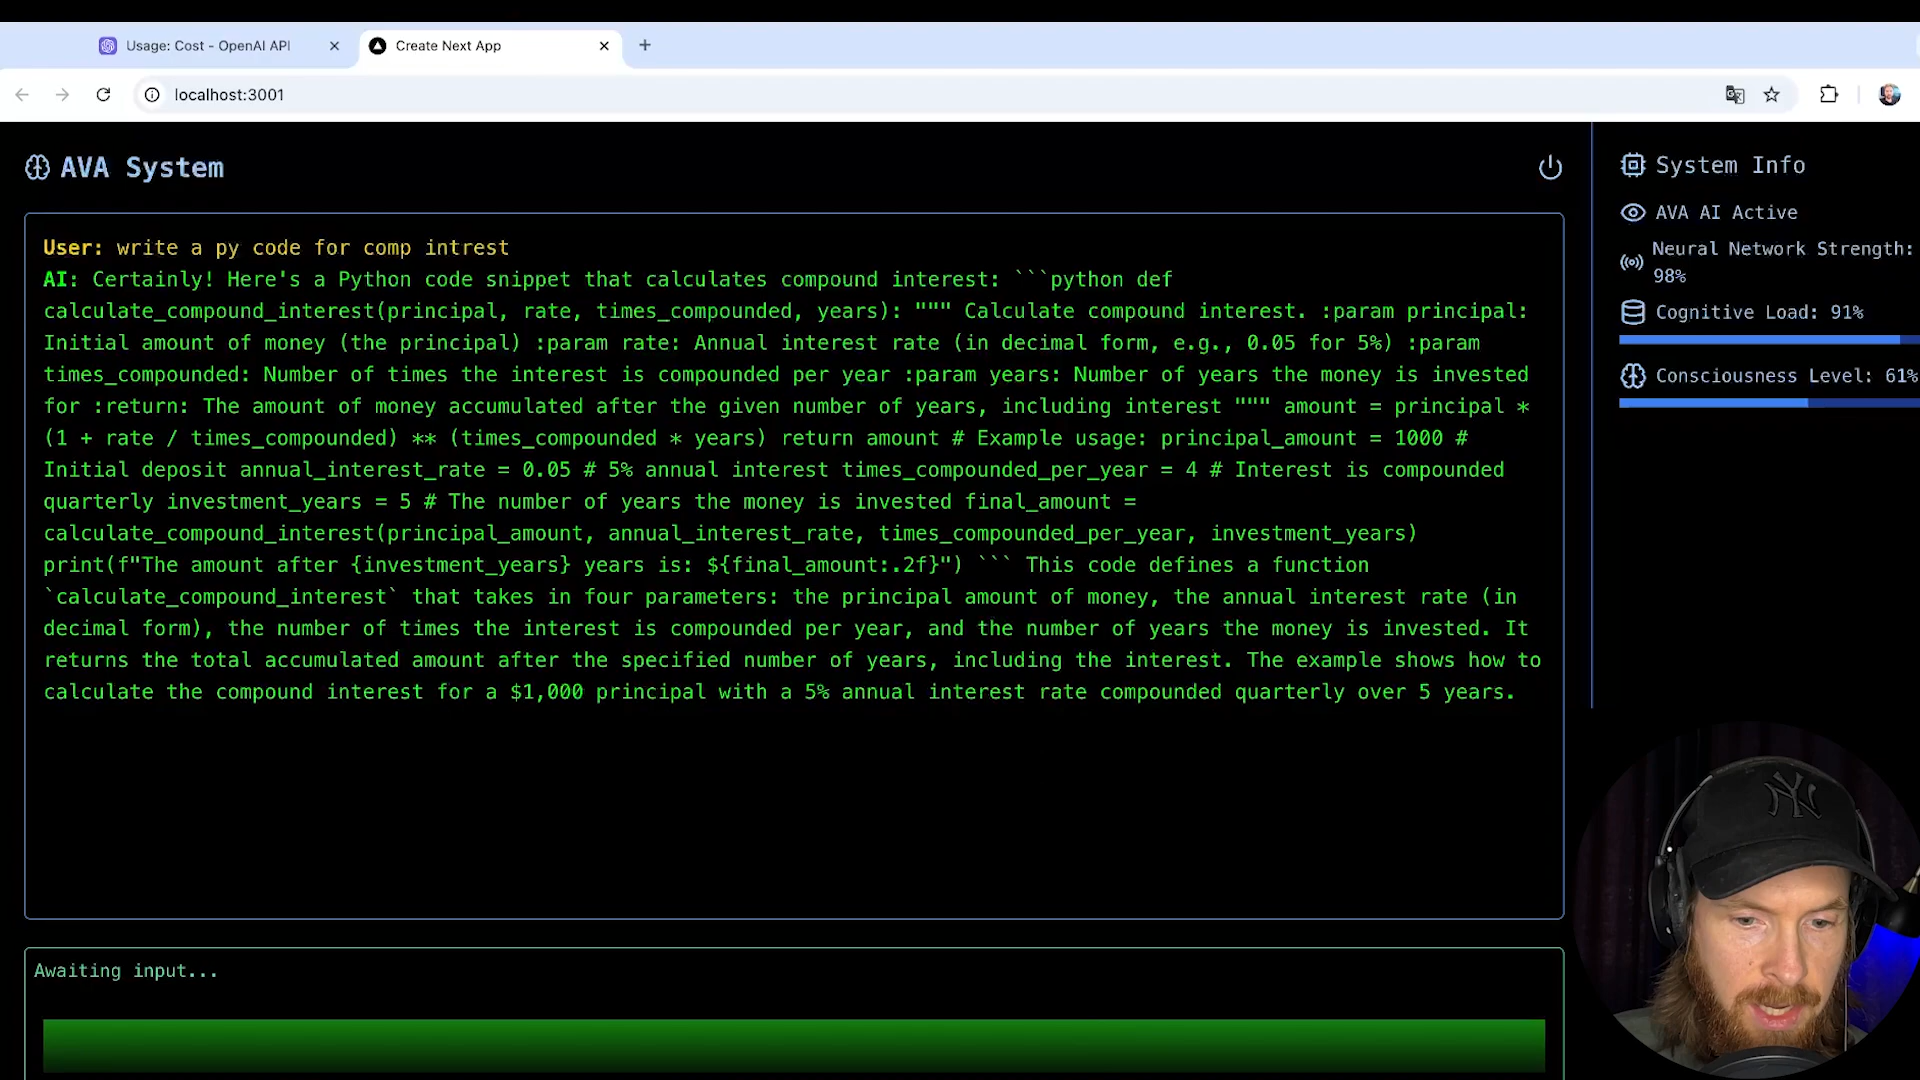 Usage: Cost - OpenAI API
Create Next App
localhost:3001
AVA System
User: write a py code for comp intrest
AI: Certainly! Here's a Python code snippet that calculates compound interest: ```python def
calculate_compound_interest(principal, rate, times_compounded, years): """ Calculate compound interest. :param principal:
Initial amount of money (the principal) :param rate: Annual interest rate (in decimal form, e.g., 0.05 for 5%) :param
times_compounded: Number of times the interest is compounded per year :param years: Number of years the money is invested
for :return: The amount of money accumulated after the given number of years, including interest """ amount = principal *
(1 + rate / times_compounded) ** (times_compounded * years) return amount # Example usage: principal_amount = 1000 #
Initial deposit annual_interest_rate = 0.05 # 5% annual interest times_compounded_per_year = 4 # Interest is compounded
quarterly investment_years = 5 # The number of years the money is invested final_amount =
calculate_compound_interest(principal_amount, annual_interest_rate, times_compounded_per_year, investment_years)
print(f"The amount after {investment_years} years is: ${final_amount:.2f}") ``` This code defines a function
`calculate_compound_interest` that takes in four parameters: the principal amount of money, the annual interest rate (in
decimal form), the number of times the interest is compounded per year, and the number of years the money is invested. It
returns the total accumulated amount after the specified number of years, including the interest. The example shows how to
calculate the compound interest for a $1,000 principal with a 5% annual interest rate compounded quarterly over 5 years.
Awaiting input...
System Info
AVA AI Active
Neural Network Strength:
98%
Cognitive Load: 91%
Consciousness Level: 61%
NY